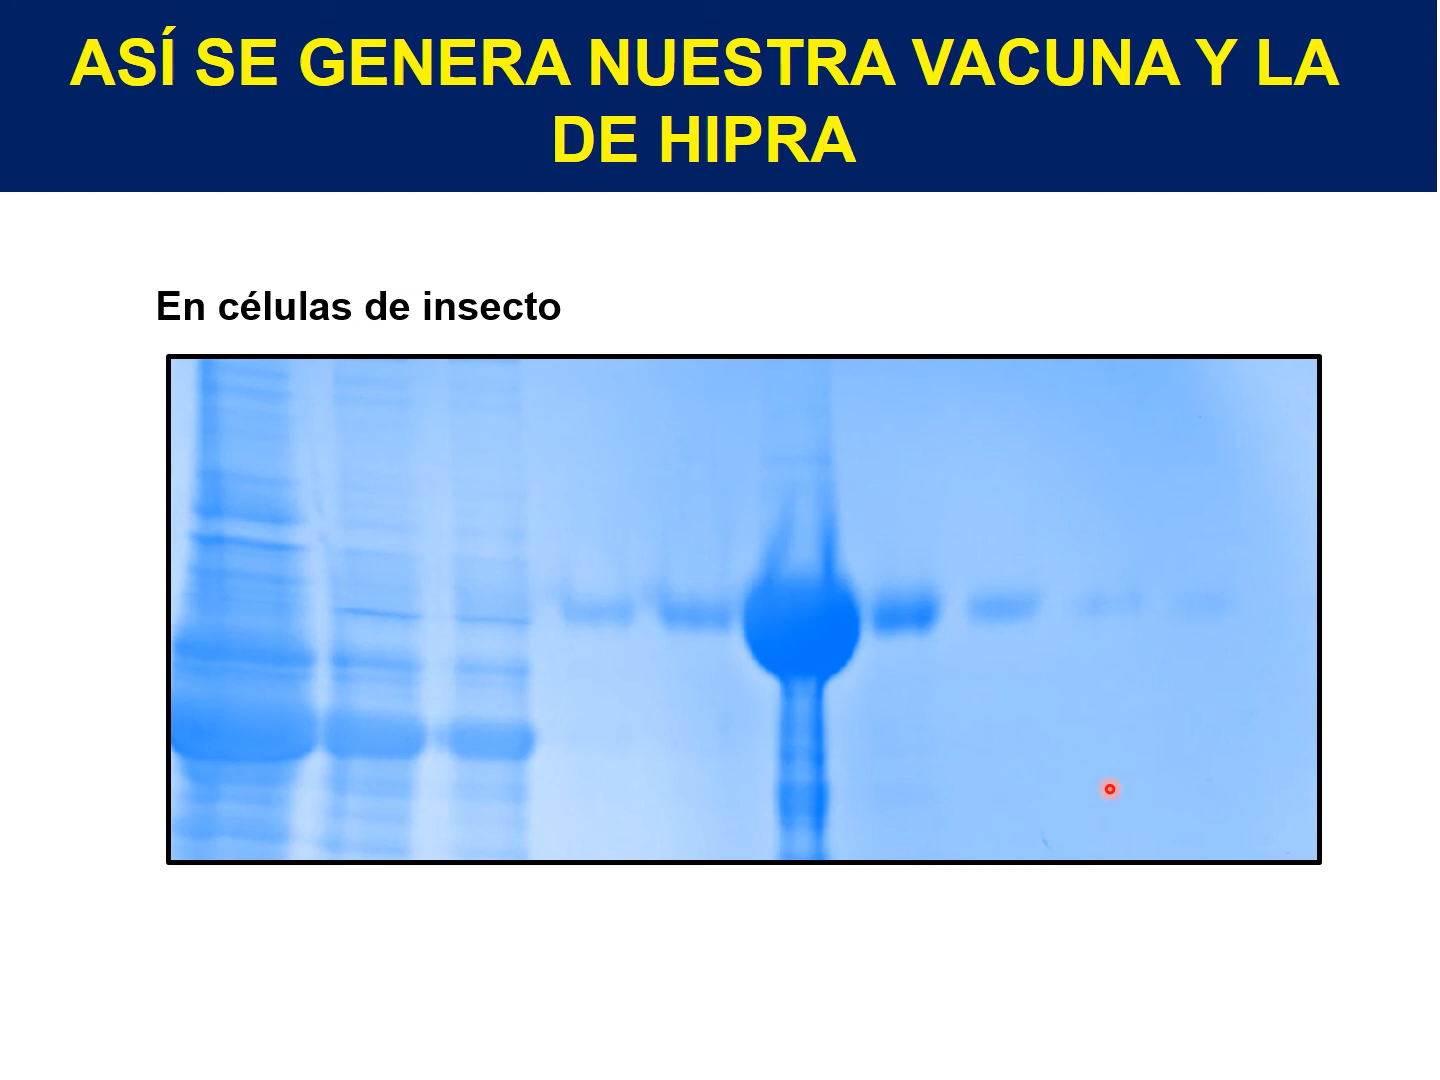 ASÍ SE GENERA NUESTRA VACUNA Y LA
DE HIPRA
En células de insecto